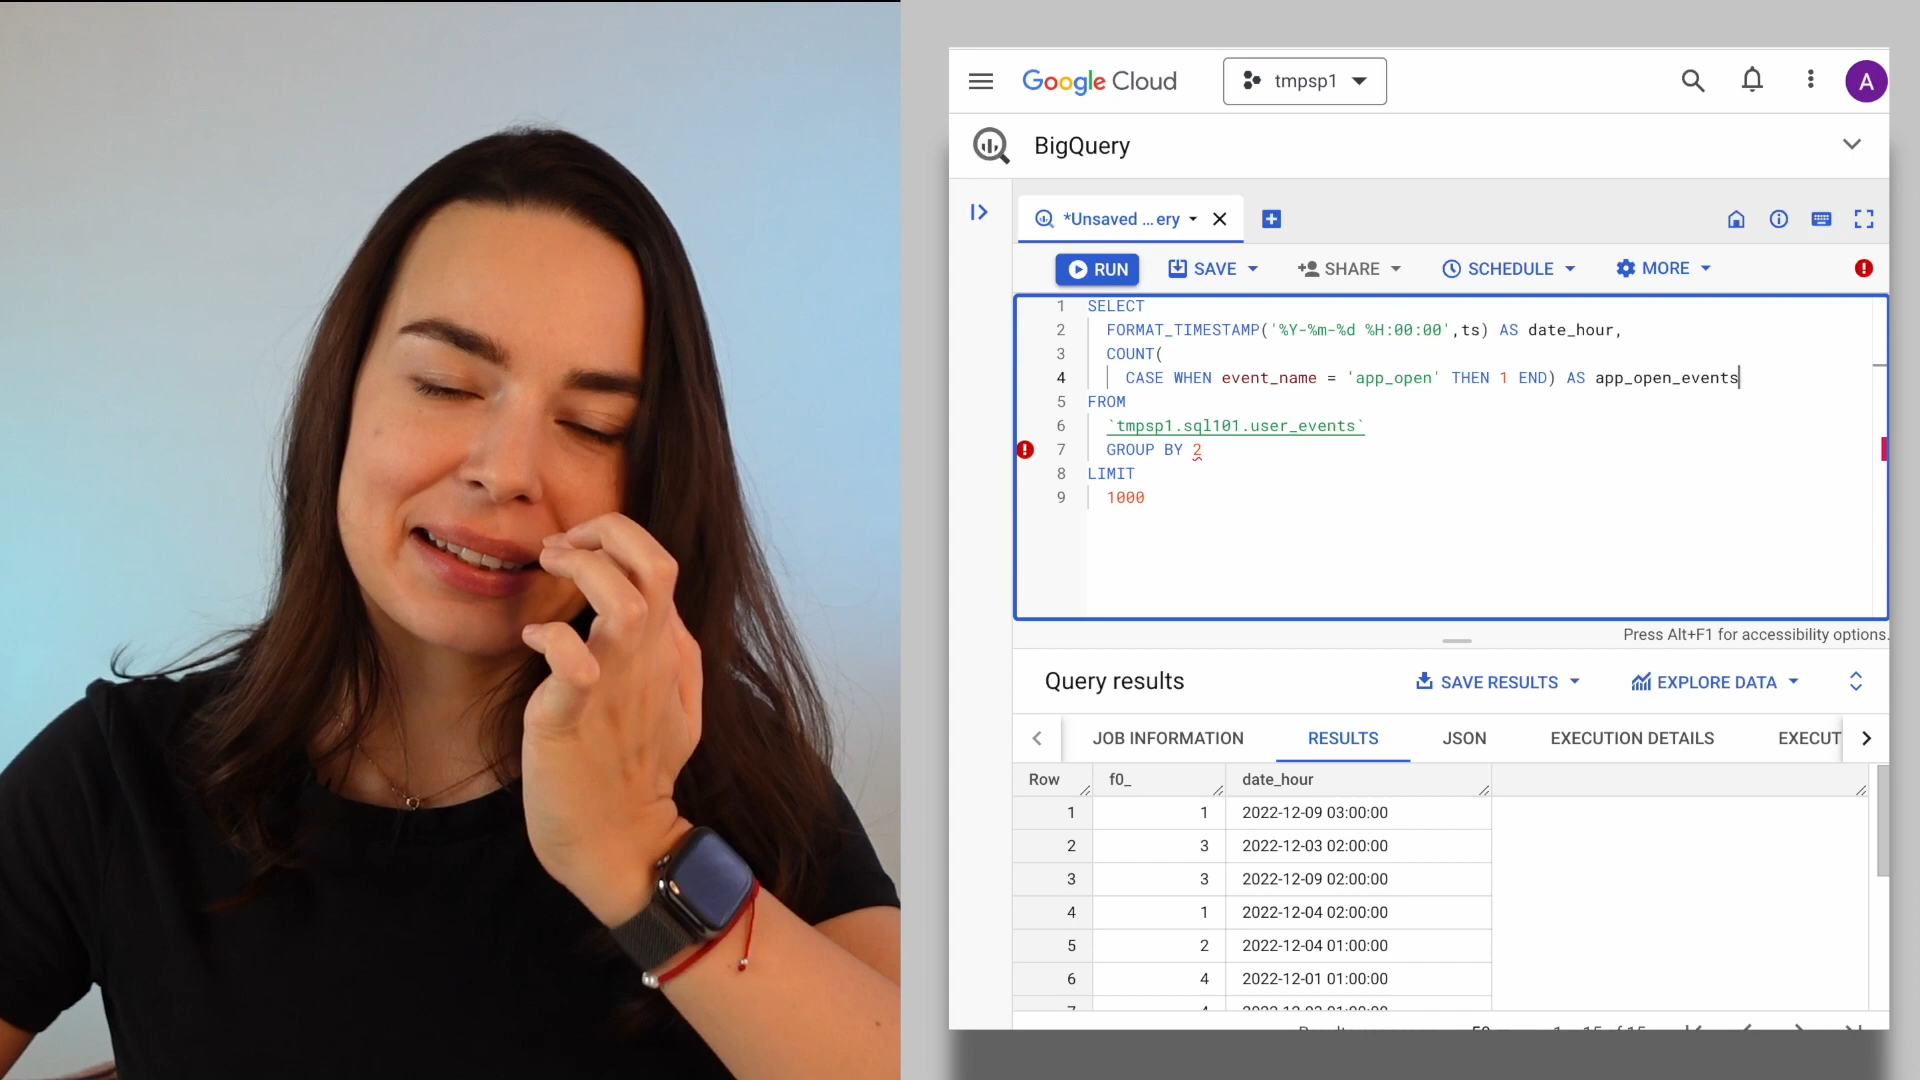 Google Cloud
tmpsp1
A
BigQuery
*Unsaved ...ery
RUN
SAVE
SHARE
SCHEDULE
MORE
1 SELECT
2 FORMAT_TIMESTAMP('%Y-%m-%d %H:00:00',ts) AS date_hour,
3 COUNT(
4 CASE WHEN event_name = 'app_open' THEN 1 END) AS app_open_events
5 FROM
6 `tmpsp1.sql101.user_events`
7 GROUP BY 2
8 LIMIT
9 1000
Press Alt+F1 for accessibility options.
Query results
SAVE RESULTS
EXPLORE DATA
JOB INFORMATION
RESULTS
JSON
EXECUTION DETAILS
EXECUT
Row f0_ date_hour
1 1 2022-12-09 03:00:00
2 3 2022-12-03 02:00:00
3 3 2022-12-09 02:00:00
4 1 2022-12-04 02:00:00
5 2 2022-12-04 01:00:00
6 4 2022-12-01 01:00:00